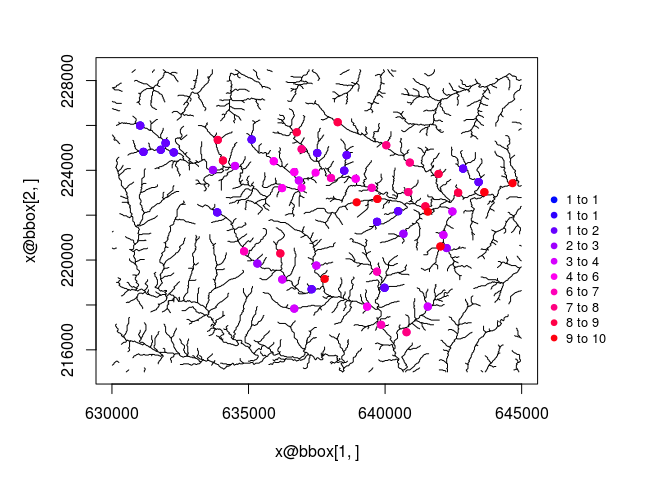 228000
224000
220000
216000
x@bbox[2, ]
630000
635000
640000
645000
x@bbox[1, ]
1 to 1
1 to 1
1 to 2
2 to 3
3 to 4
4 to 6
6 to 7
7 to 8
8 to 9
9 to 10